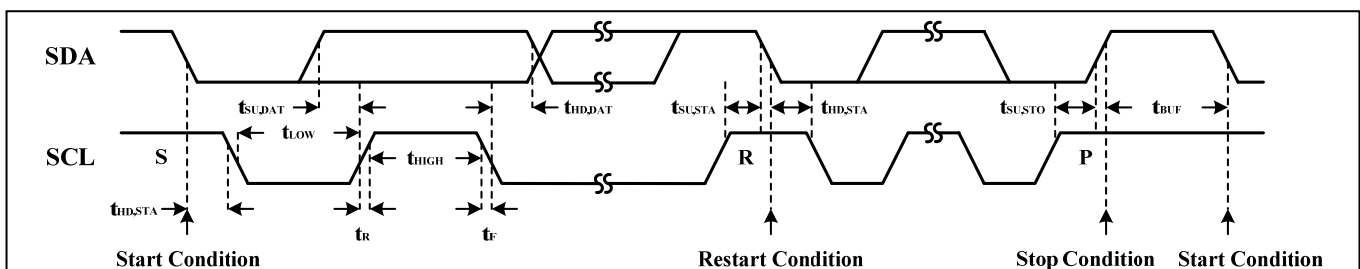 SDA
tSU,DAT tHD,DAT tSU,STA tHD,STA tSU,STO tBUF
tLOW
SCL S tHIGH R P
tHD,STA
tR tF
Start Condition Restart Condition Stop Condition Start Condition